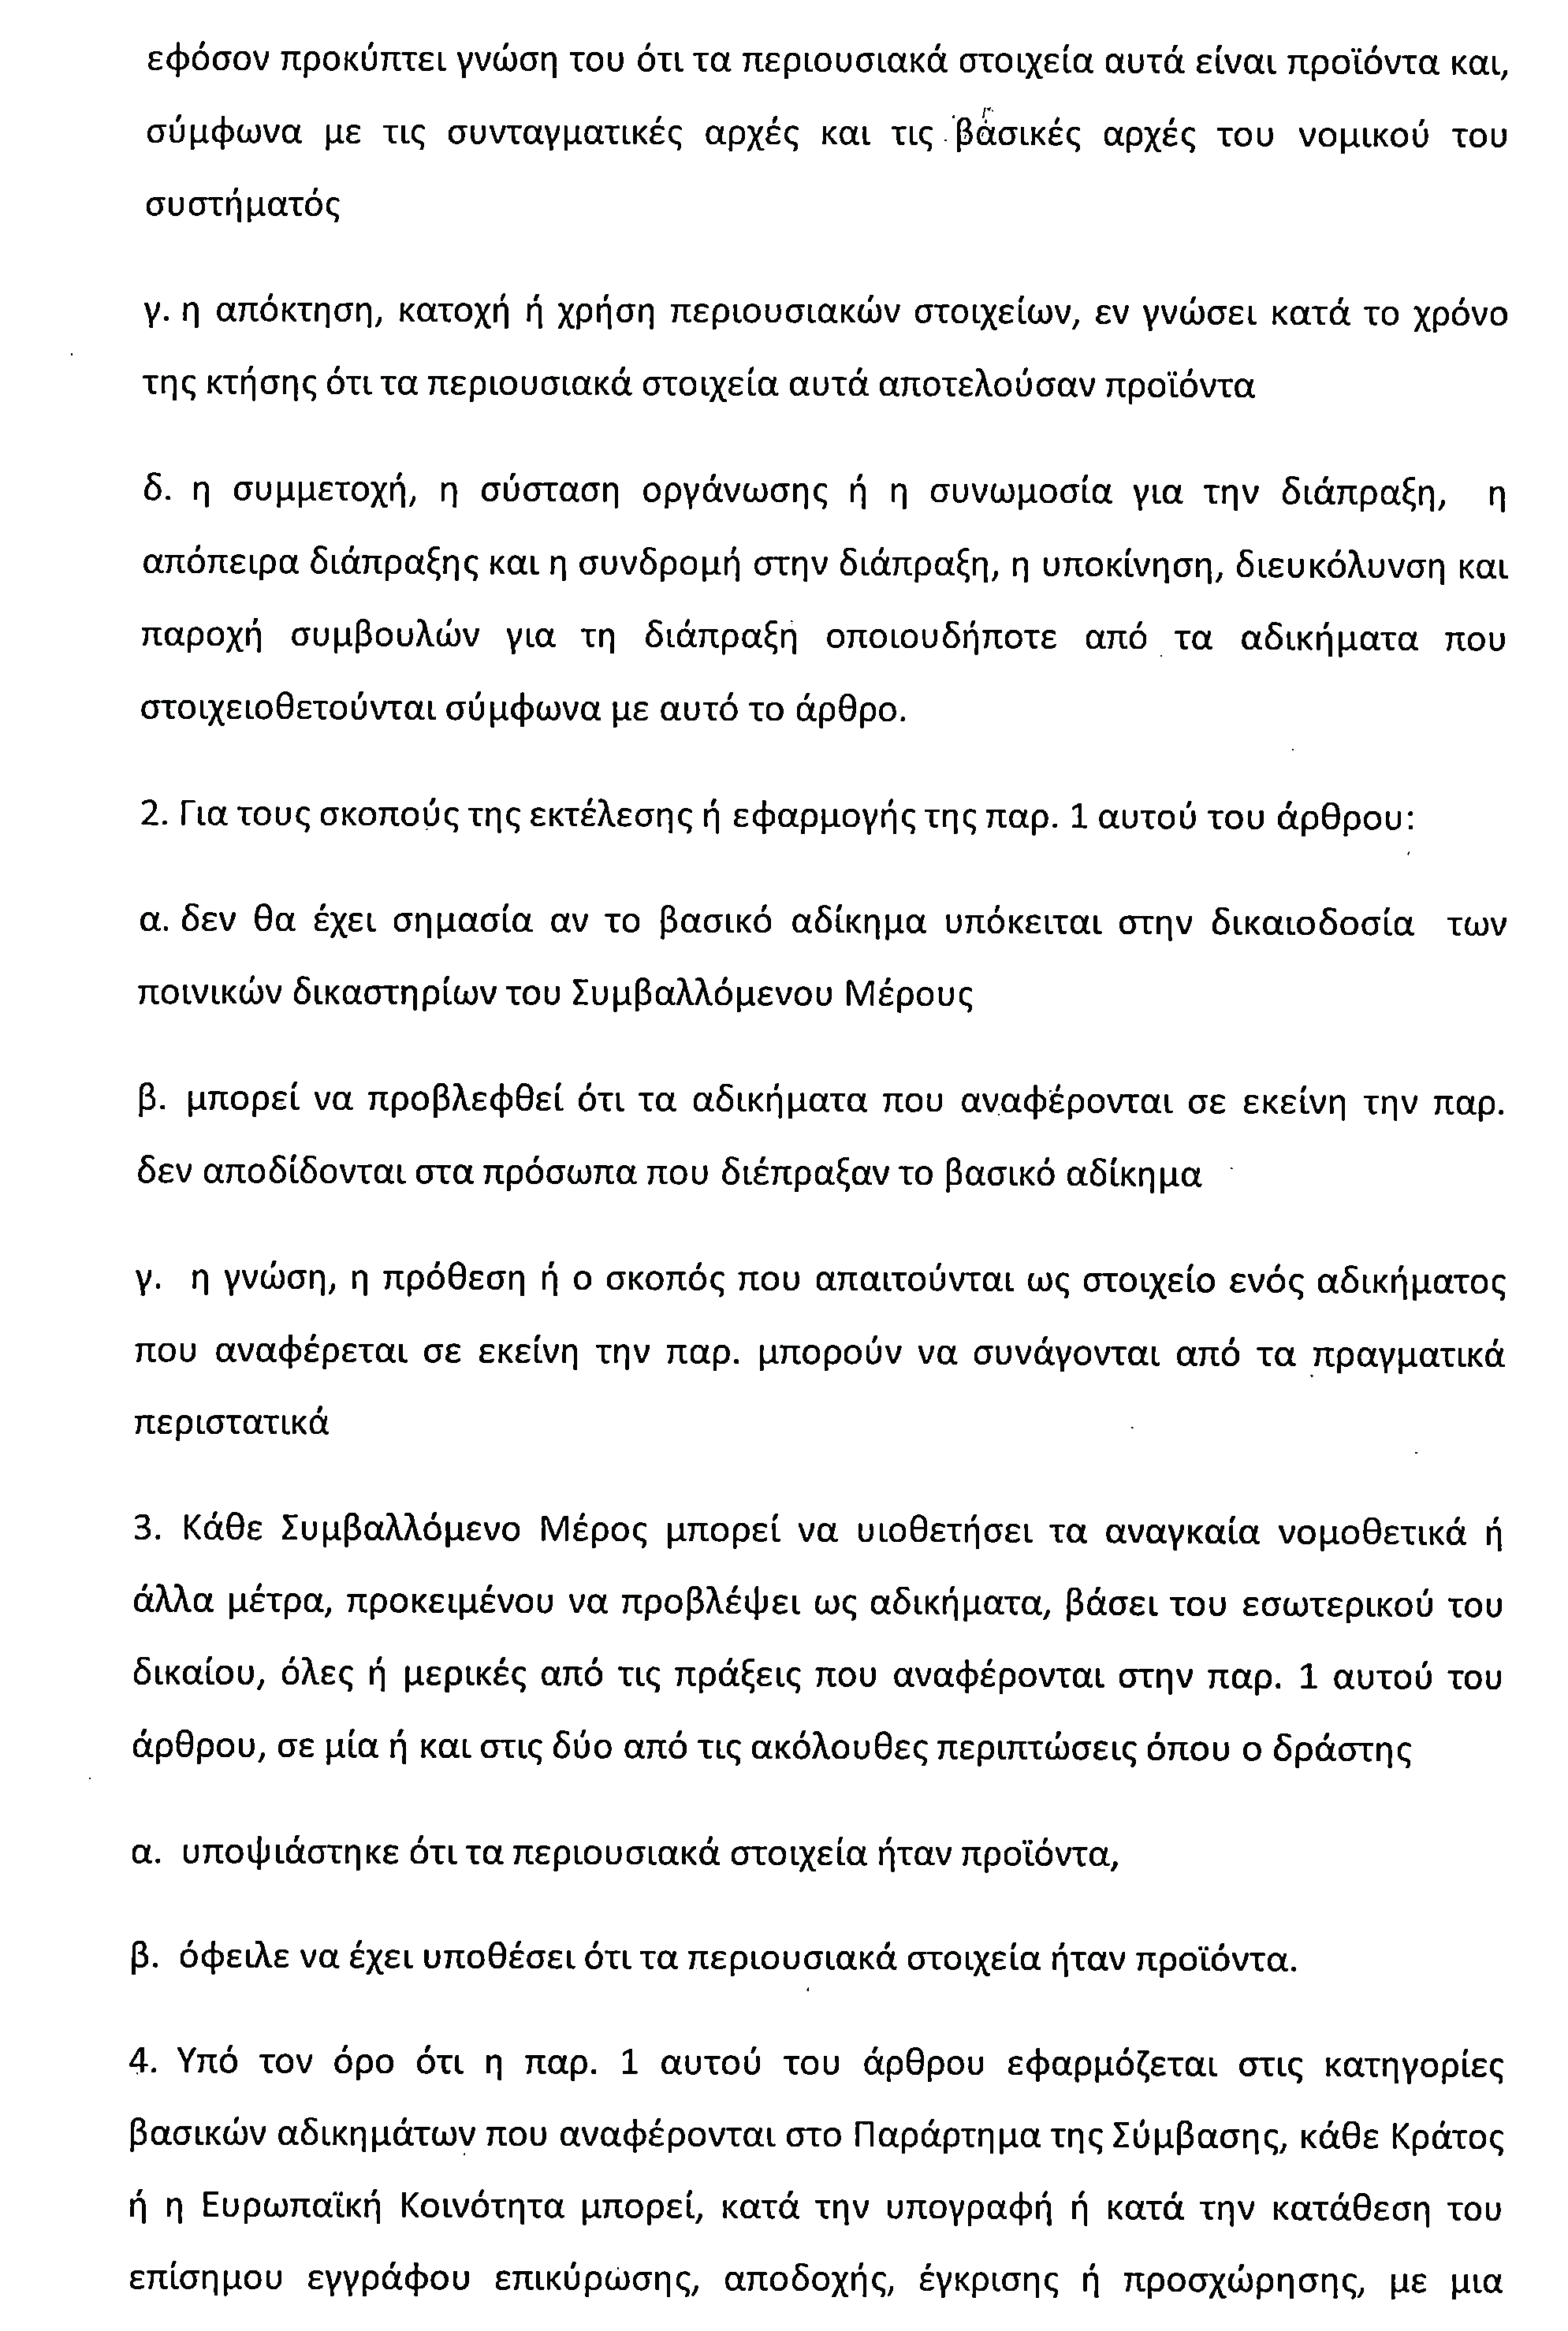 εφόσον προκύπτει γνώση του ότι τα περιουσιακά στοιχεία αυτά είναι προϊόντα και,
σύμφωνα με τις συνταγματικές αρχές και τις βασικές αρχές του νομικού του
συστήματός
γ. η απόκτηση, κατοχή ή χρήση περιουσιακών στοιχείων, εν γνώσει κατά το χρόνο
της κτήσης ότι τα περιουσιακά στοιχεία αυτά αποτελούσαν προϊόντα
δ. η συμμετοχή, η σύσταση οργάνωσης ή η συνωμοσία για την διάπραξη, η
απόπειρα διάπραξης και η συνδρομή στην διάπραξη, η υποκίνηση, διευκόλυνση και
παροχή συμβουλών για τη διάπραξη οποιουδήποτε από τα αδικήματα που
στοιχειοθετούνται σύμφωνα με αυτό το άρθρο.
2. Για τους σκοπούς της εκτέλεσης ή εφαρμογής της παρ. 1 αυτού του άρθρου:
α. δεν θα έχει σημασία αν το βασικό αδίκημα υπόκειται στην δικαιοδοσία των
ποινικών δικαστηρίων του Συμβαλλόμενου Μέρους
β. μπορεί να προβλεφθεί ότι τα αδικήματα που αναφέρονται σε εκείνη την παρ.
δεν αποδίδονται στα πρόσωπα που διέπραξαν το βασικό αδίκημα
γ. η γνώση, η πρόθεση ή ο σκοπός που απαιτούνται ως στοιχείο ενός αδικήματος
που αναφέρεται σε εκείνη την παρ. μπορούν να συνάγονται από τα πραγματικά
περιστατικά
3. Κάθε Συμβαλλόμενο Μέρος μπορεί να υιοθετήσει τα αναγκαία νομοθετικά ή
άλλα μέτρα, προκειμένου να προβλέψει ως αδικήματα, βάσει του εσωτερικού του
δικαίου, όλες ή μερικές από τις πράξεις που αναφέρονται στην παρ. 1 αυτού του
άρθρου, σε μία ή και στις δύο από τις ακόλουθες περιπτώσεις όπου ο δράστης
α. υποψιάστηκε ότι τα περιουσιακά στοιχεία ήταν προϊόντα,
β. όφειλε να έχει υποθέσει ότι τα περιουσιακά στοιχεία ήταν προϊόντα.
4. Υπό τον όρο ότι η παρ. 1 αυτού του άρθρου εφαρμόζεται στις κατηγορίες
βασικών αδικημάτων που αναφέρονται στο Παράρτημα της Σύμβασης, κάθε Κράτος
ή η Ευρωπαϊκή Κοινότητα μπορεί, κατά την υπογραφή ή κατά την κατάθεση του
επίσημου εγγράφου επικύρωσης, αποδοχής, έγκρισης ή προσχώρησης, με μια